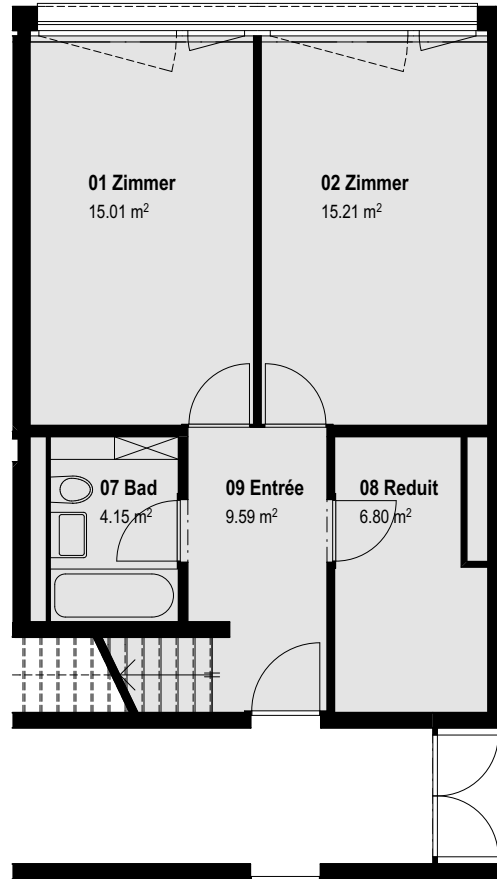 01 Zimmer
15.01 m²
02 Zimmer
15.21 m²
07 Bad
4.15 m²
09 Entrée
9.59 m²
08 Reduit
6.80 m²